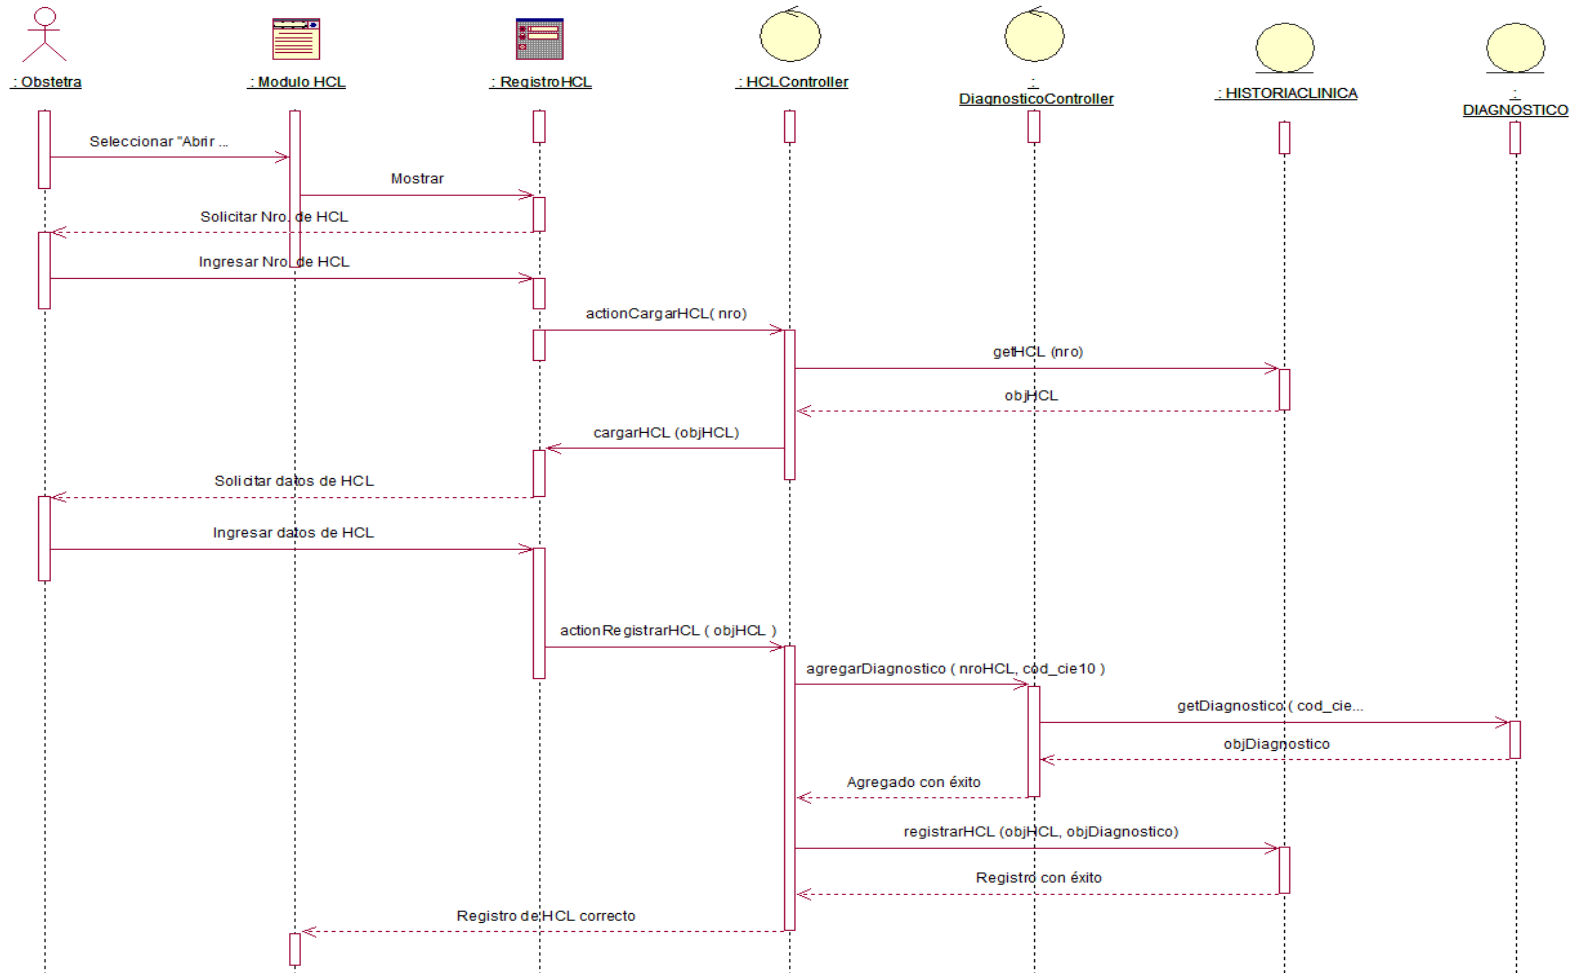 : Obstetra
: Modulo HCL
: RegistroHCL
: HCLController
:
DiagnosticoController
: HISTORIACLINICA
:
DIAGNOSTICO
Seleccionar "Abrir ...
Mostrar
Solicitar Nro. de HCL
Ingresar Nro. de HCL
actionCargarHCL( nro)
getHCL (nro)
objHCL
cargarHCL (objHCL)
Solicitar datos de HCL
Ingresar datos de HCL
actionRegistrarHCL ( objHCL )
agregarDiagnostico ( nroHCL, cod_cie10 )
getDiagnostico ( cod_cie...
objDiagnostico
Agregado con éxito
registrarHCL (objHCL, objDiagnostico)
Registro con éxito
Registro de HCL correcto